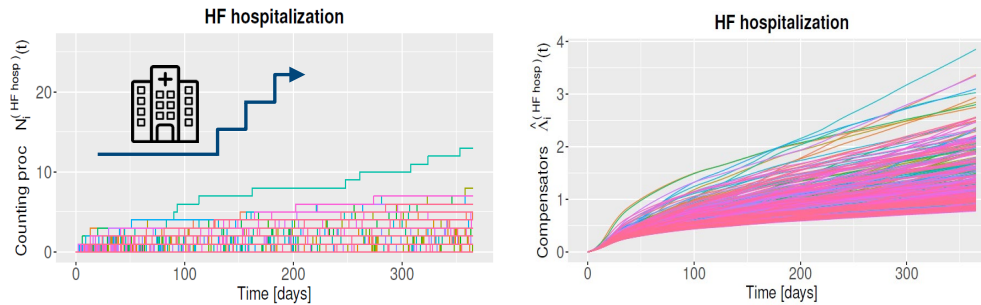 HF hospitalization
Counting proc N_i^(HF hosp)(t)
20
10
0
0 100 200 300
Time [days]
HF hospitalization
Compensators Λ̂_i^(HF hosp)(t)
4
3
2
1
0
0 100 200 300
Time [days]